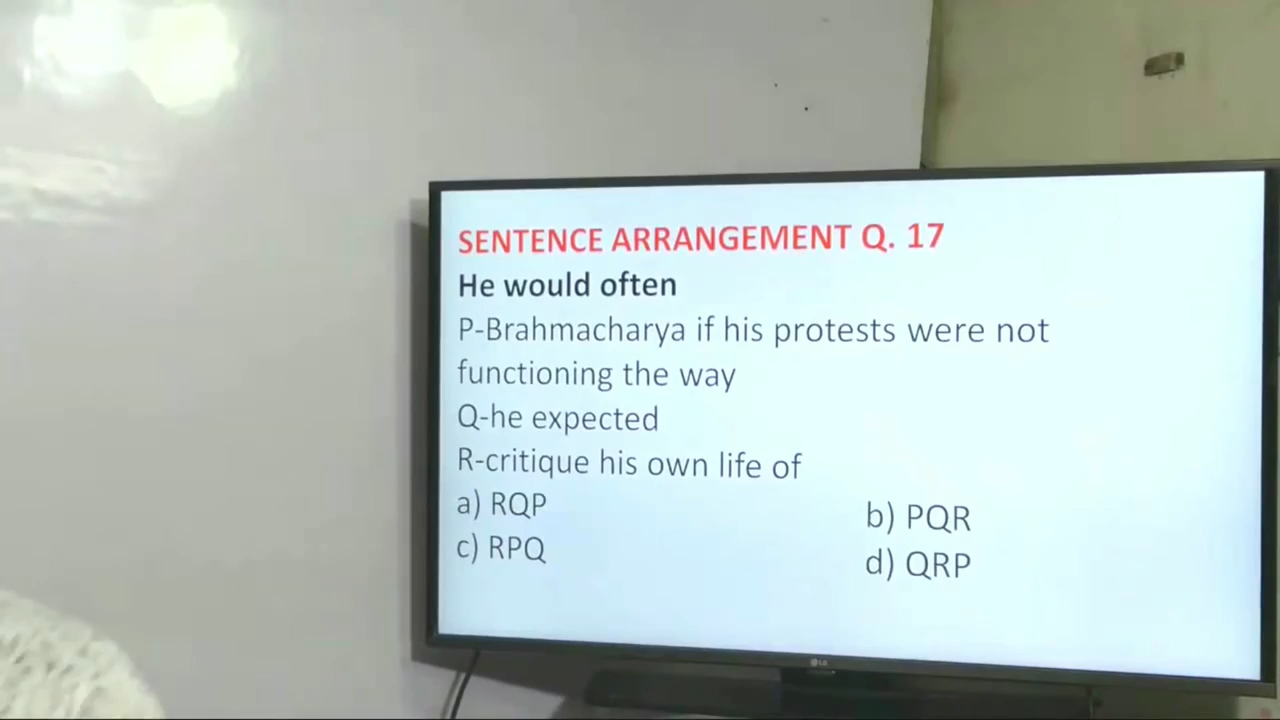 SENTENCE ARRANGEMENT Q. 17
He would often
P-Brahmacharya if his protests were not
functioning the way
Q-he expected
R-critique his own life of
a) RQP
b) PQR
c) RPQ
d) QRP
LG